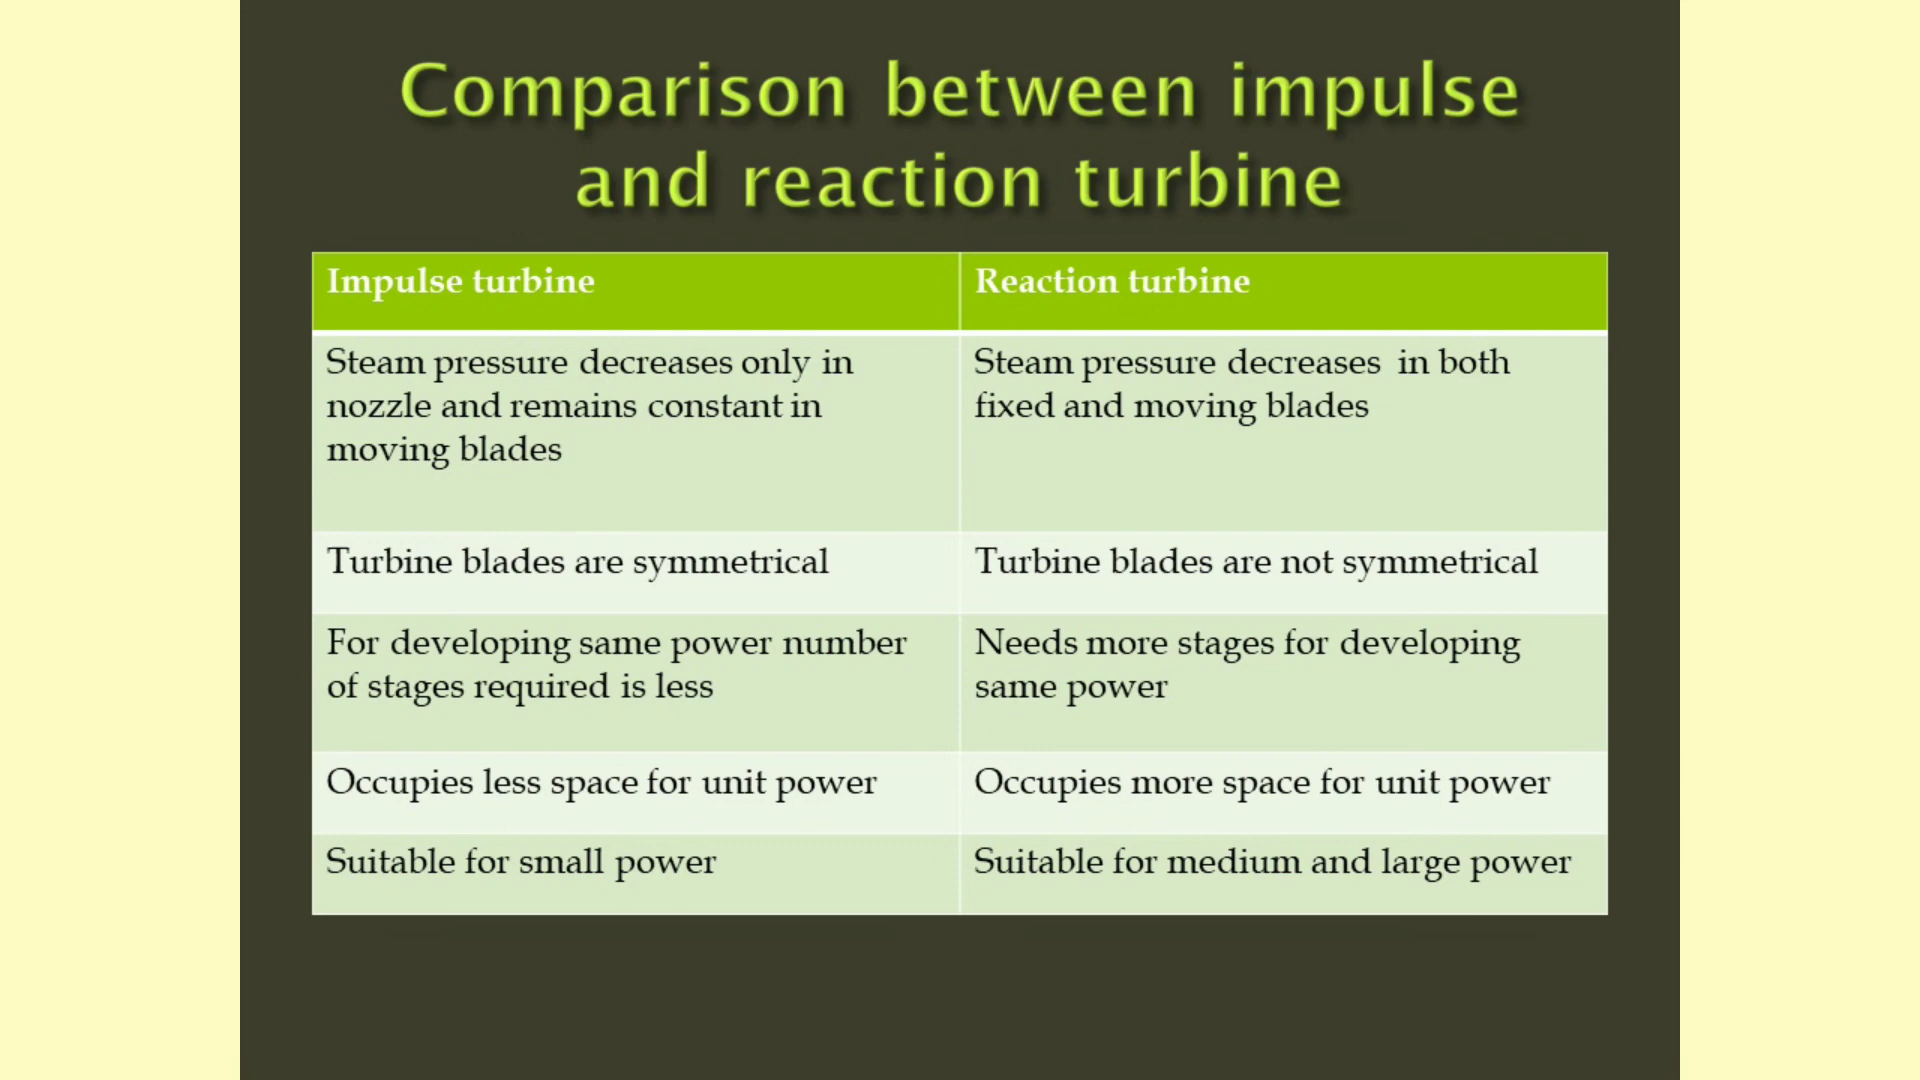 Comparison between impulse
and reaction turbine
Impulse turbine
Reaction turbine
Steam pressure decreases only in
nozzle and remains constant in
moving blades
Steam pressure decreases in both
fixed and moving blades
Turbine blades are symmetrical
Turbine blades are not symmetrical
For developing same power number
of stages required is less
Needs more stages for developing
same power
Occupies less space for unit power
Occupies more space for unit power
Suitable for small power
Suitable for medium and large power